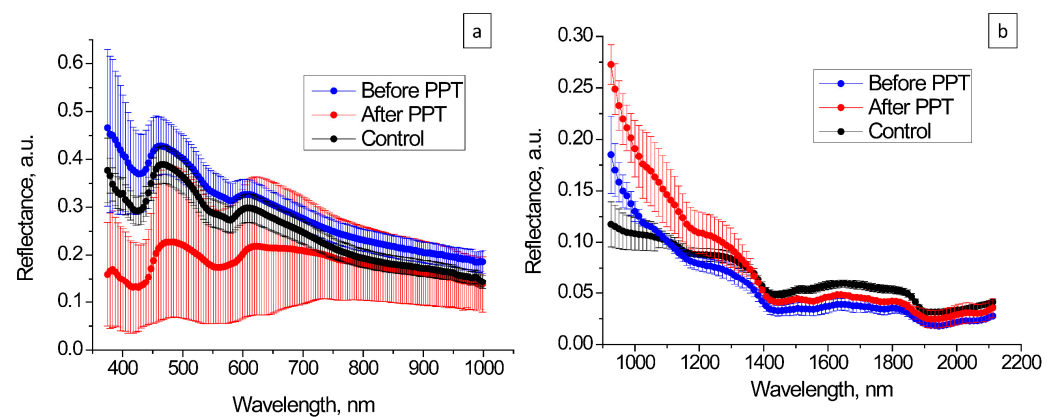 a
0.6
0.5
0.4
0.3
0.2
0.1
0.0
Reflectance, a.u.
Before PPT
After PPT
Control
400 500 600 700 800 900 1000
Wavelength, nm
b
0.30
0.25
0.20
0.15
0.10
0.05
0.00
Reflectance, a.u.
Before PPT
After PPT
Control
1000 1200 1400 1600 1800 2000 2200
Wavelength, nm